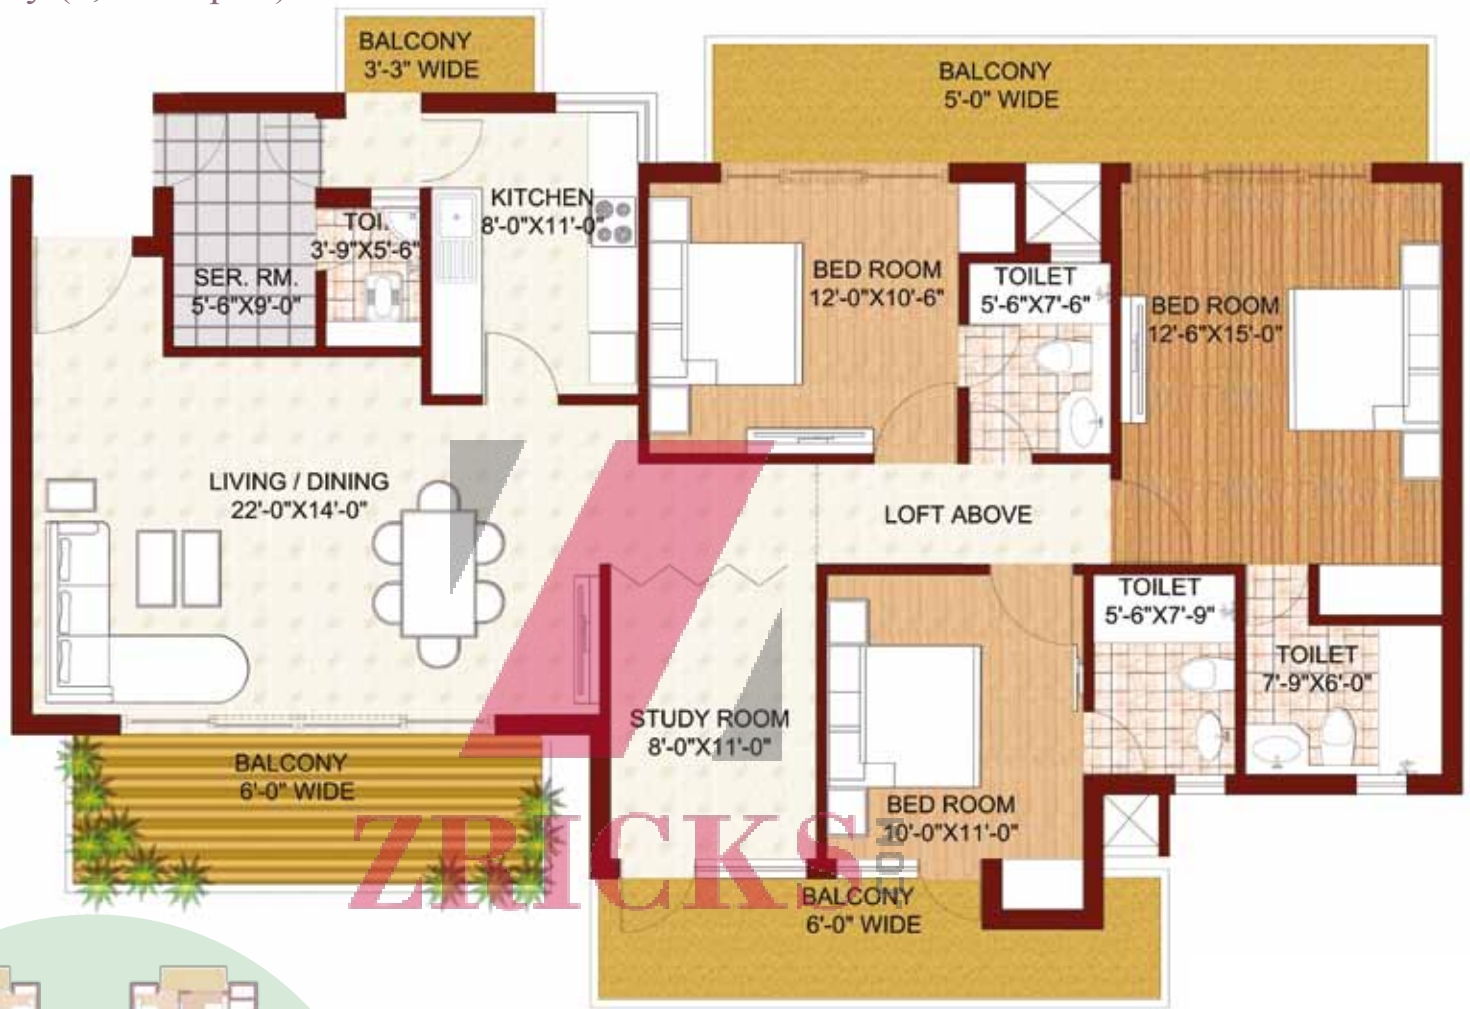 BALCONY
3'-3" WIDE
BALCONY
5'-0" WIDE
KITCHEN
8'-0"X11'-0"
TOI.
3'-9"X5'-6"
SER. RM.
5'-6"X9'-0"
BED ROOM
12'-0"X10'-6"
TOILET
5'-6"X7'-6"
BED ROOM
12'-6"X15'-0"
LIVING / DINING
22'-0"X14'-0"
LOFT ABOVE
TOILET
5'-6"X7'-9"
TOILET
7'-9"X6'-0"
STUDY ROOM
8'-0"X11'-0"
BALCONY
6'-0" WIDE
BED ROOM
10'-0"X11'-0"
ZRICKS
.COM
BALCONY
6'-0" WIDE